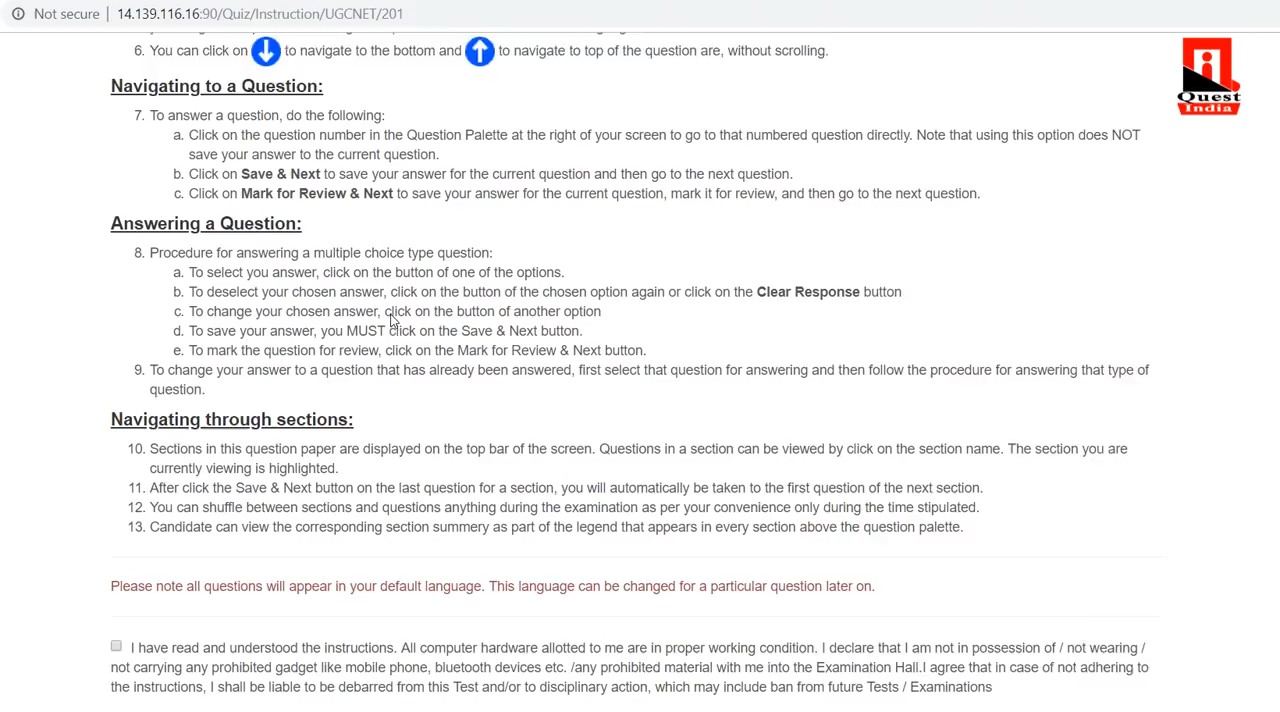 Not secure | 14.139.116.16:90/Quiz/Instruction/UGCNET/201
6. You can click on to navigate to the bottom and to navigate to top of the question are, without scrolling.
Quest
India
Navigating to a Question:
7. To answer a question, do the following:
a. Click on the question number in the Question Palette at the right of your screen to go to that numbered question directly. Note that using this option does NOT
save your answer to the current question.
b. Click on Save & Next to save your answer for the current question and then go to the next question.
c. Click on Mark for Review & Next to save your answer for the current question, mark it for review, and then go to the next question.
Answering a Question:
8. Procedure for answering a multiple choice type question:
a. To select you answer, click on the button of one of the options.
b. To deselect your chosen answer, click on the button of the chosen option again or click on the Clear Response button
c. To change your chosen answer, click on the button of another option
d. To save your answer, you MUST click on the Save & Next button.
e. To mark the question for review, click on the Mark for Review & Next button.
9. To change your answer to a question that has already been answered, first select that question for answering and then follow the procedure for answering that type of
question.
Navigating through sections:
10. Sections in this question paper are displayed on the top bar of the screen. Questions in a section can be viewed by click on the section name. The section you are
currently viewing is highlighted.
11. After click the Save & Next button on the last question for a section, you will automatically be taken to the first question of the next section.
12. You can shuffle between sections and questions anything during the examination as per your convenience only during the time stipulated.
13. Candidate can view the corresponding section summery as part of the legend that appears in every section above the question palette.
Please note all questions will appear in your default language. This language can be changed for a particular question later on.
I have read and understood the instructions. All computer hardware allotted to me are in proper working condition. I declare that I am not in possession of / not wearing /
not carrying any prohibited gadget like mobile phone, bluetooth devices etc. /any prohibited material with me into the Examination Hall.I agree that in case of not adhering to
the instructions, I shall be liable to be debarred from this Test and/or to disciplinary action, which may include ban from future Tests / Examinations